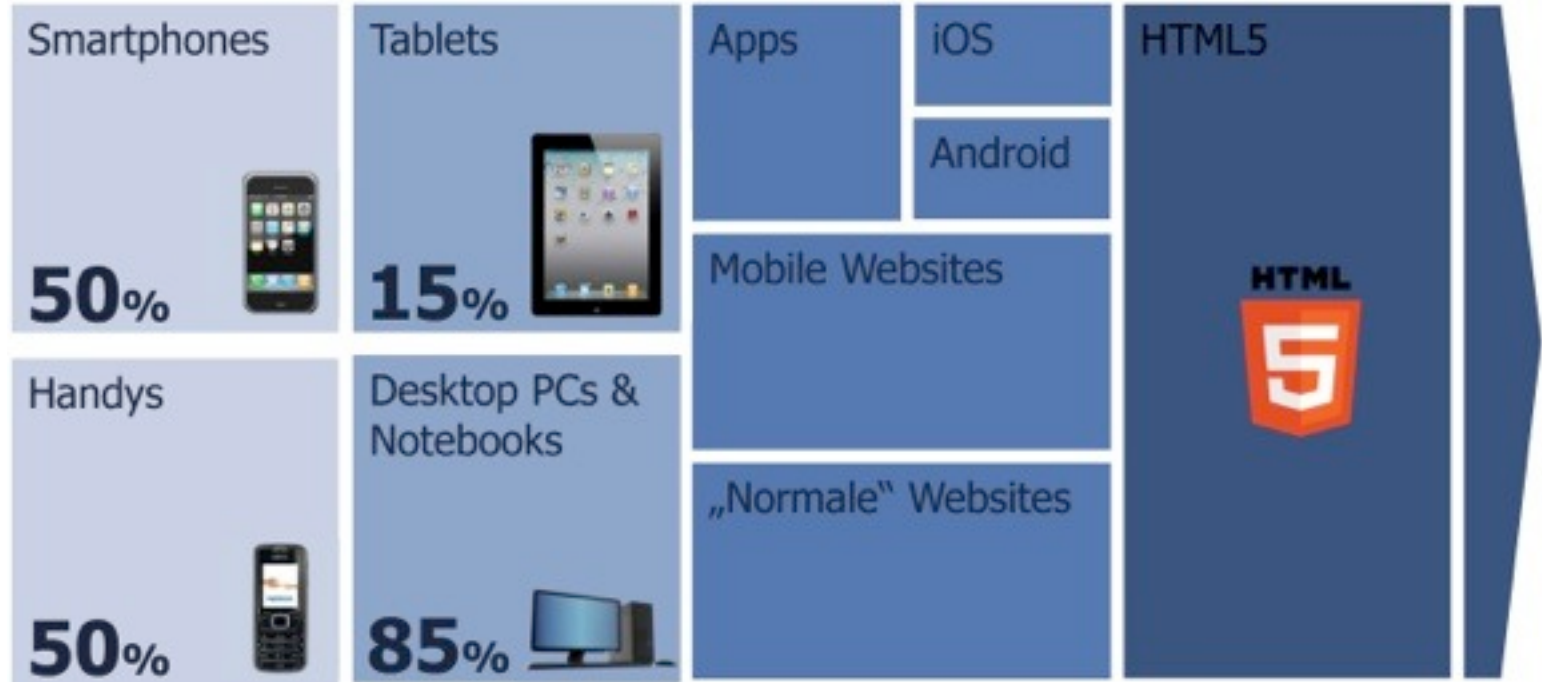 Smartphones
50%
Handys
50%
Tablets
15%
Desktop PCs &
Notebooks
85%
Apps
iOS
Android
Mobile Websites
„Normale“ Websites
HTML5
HTML
5